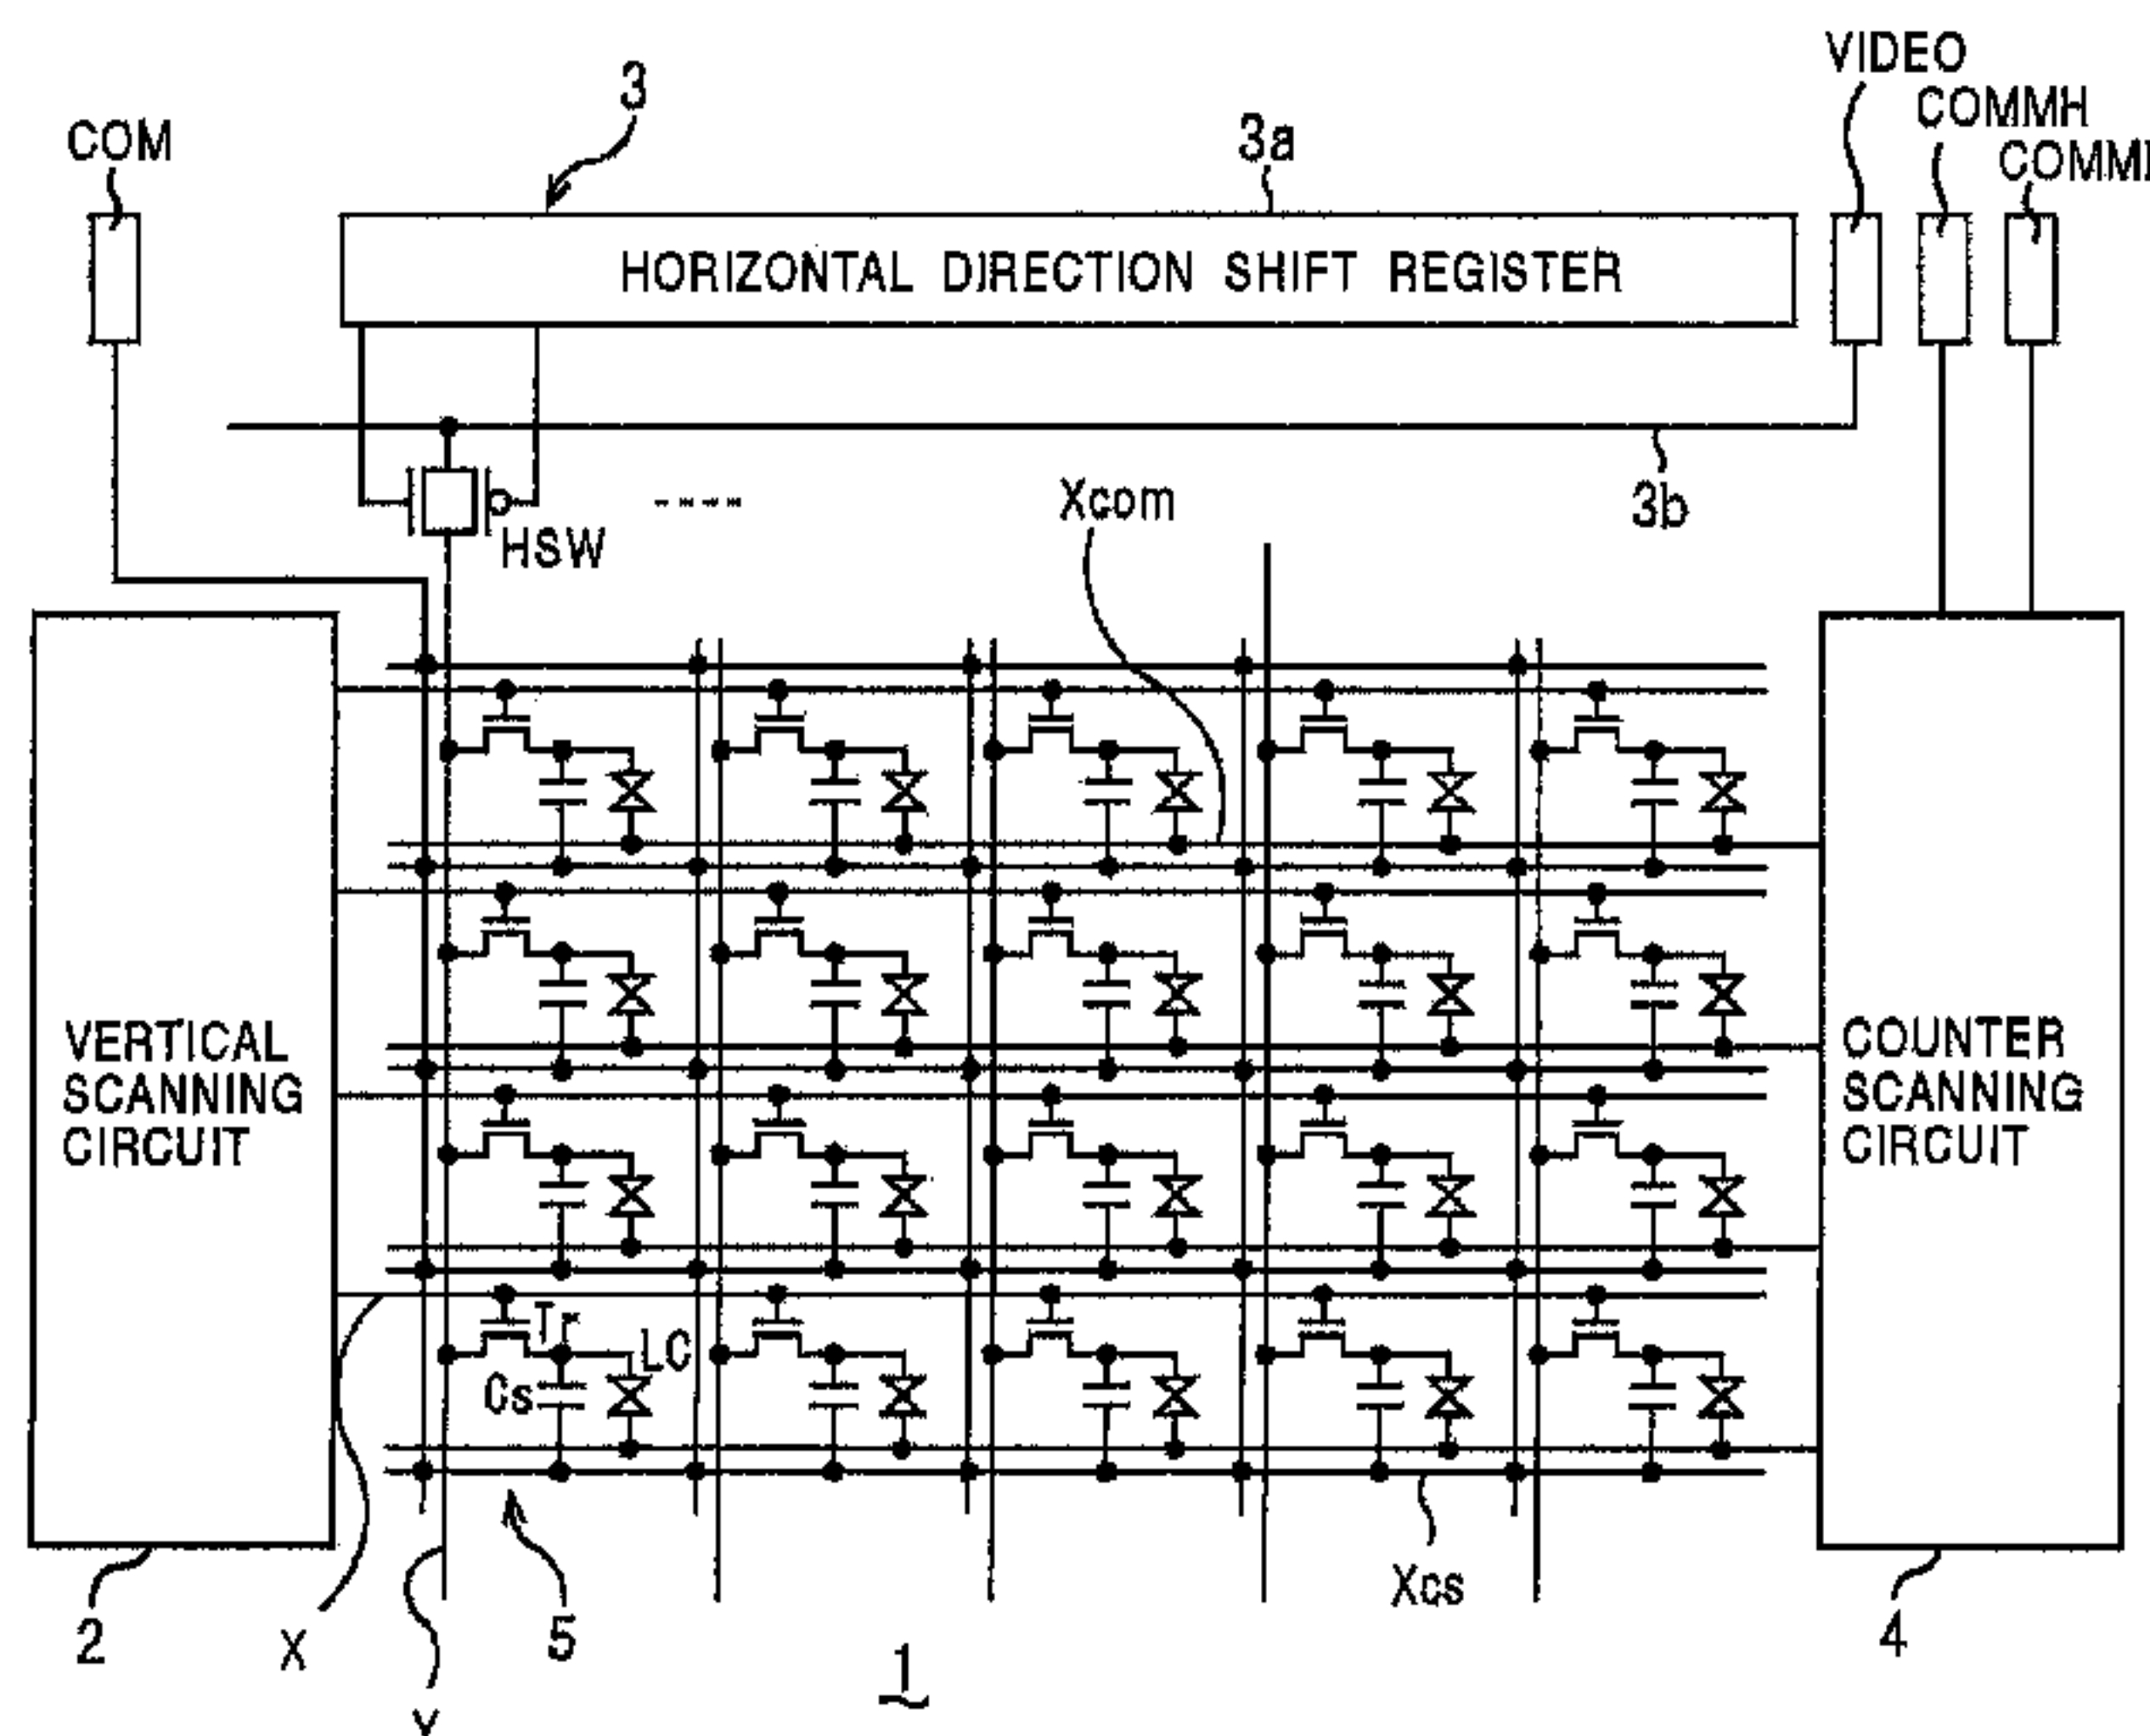 VIDEO
COMMH
COM
3
3a
HORIZONTAL DIRECTION SHIFT REGISTER
Xcom
3b
HSW
VERTICAL
SCANNING
CIRCUIT
COUNTER
SCANNING
CIRCUIT
Tr
LC
Cs
Xcs
2
X
5
4
1
Y